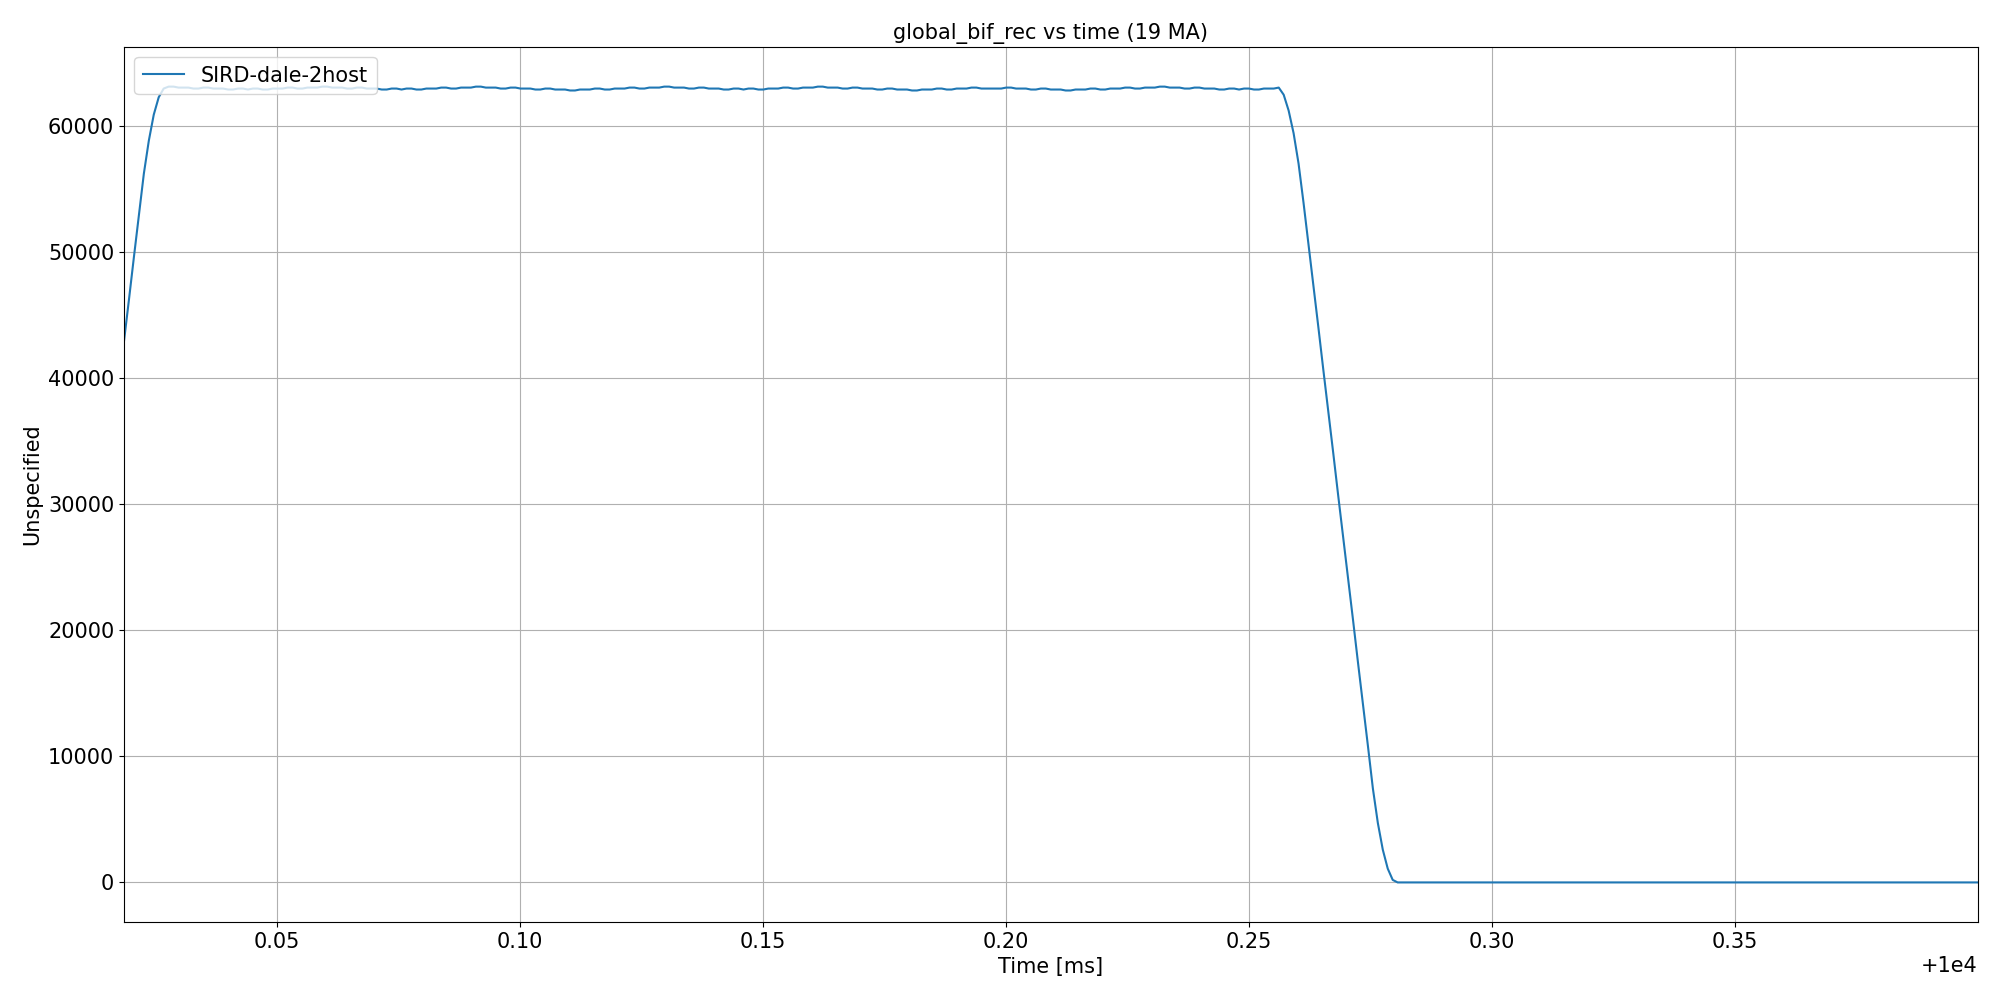 global_bif_rec vs time (19 MA)
SIRD-dale-2host
60000
50000
40000
30000
20000
10000
0
Unspecified
0.05 0.10 0.15 0.20 0.25 0.30 0.35
Time [ms]
+1e4